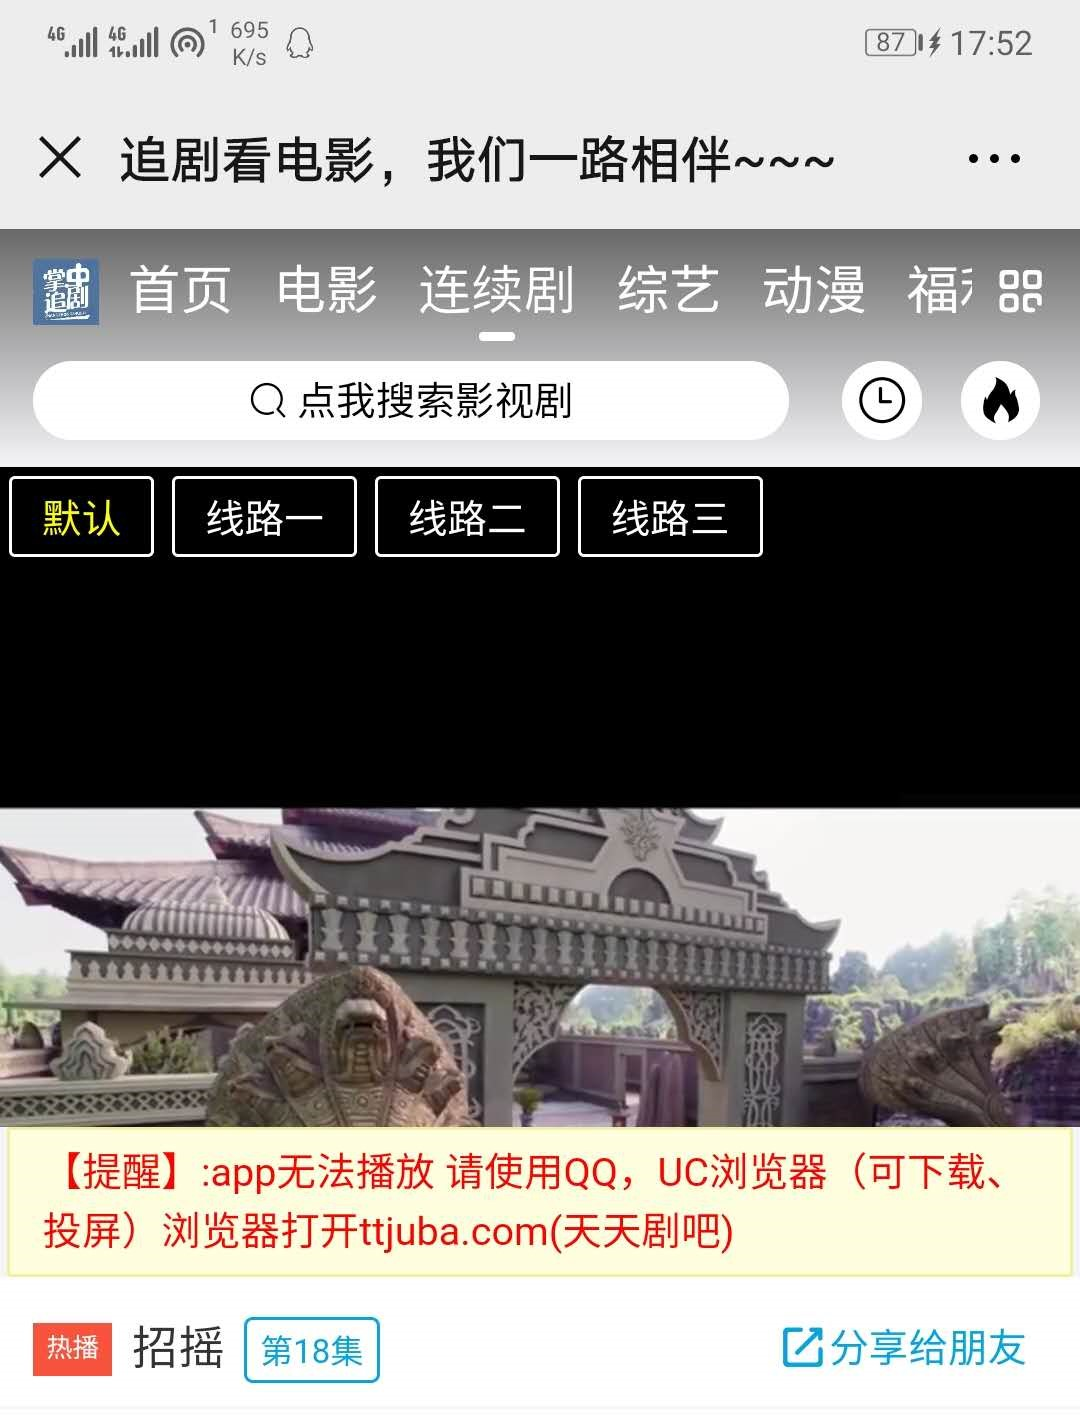 4G 4G 1 695 K/s 87 17:52
追剧看电影，我们一路相伴~~~
掌中追剧 首页 电影 连续剧 综艺 动漫 福
点我搜索影视剧
默认 线路一 线路二 线路三
【提醒】:app无法播放 请使用QQ，UC浏览器（可下载、
投屏）浏览器打开ttjuba.com(天天剧吧)
热播 招摇 第18集 分享给朋友